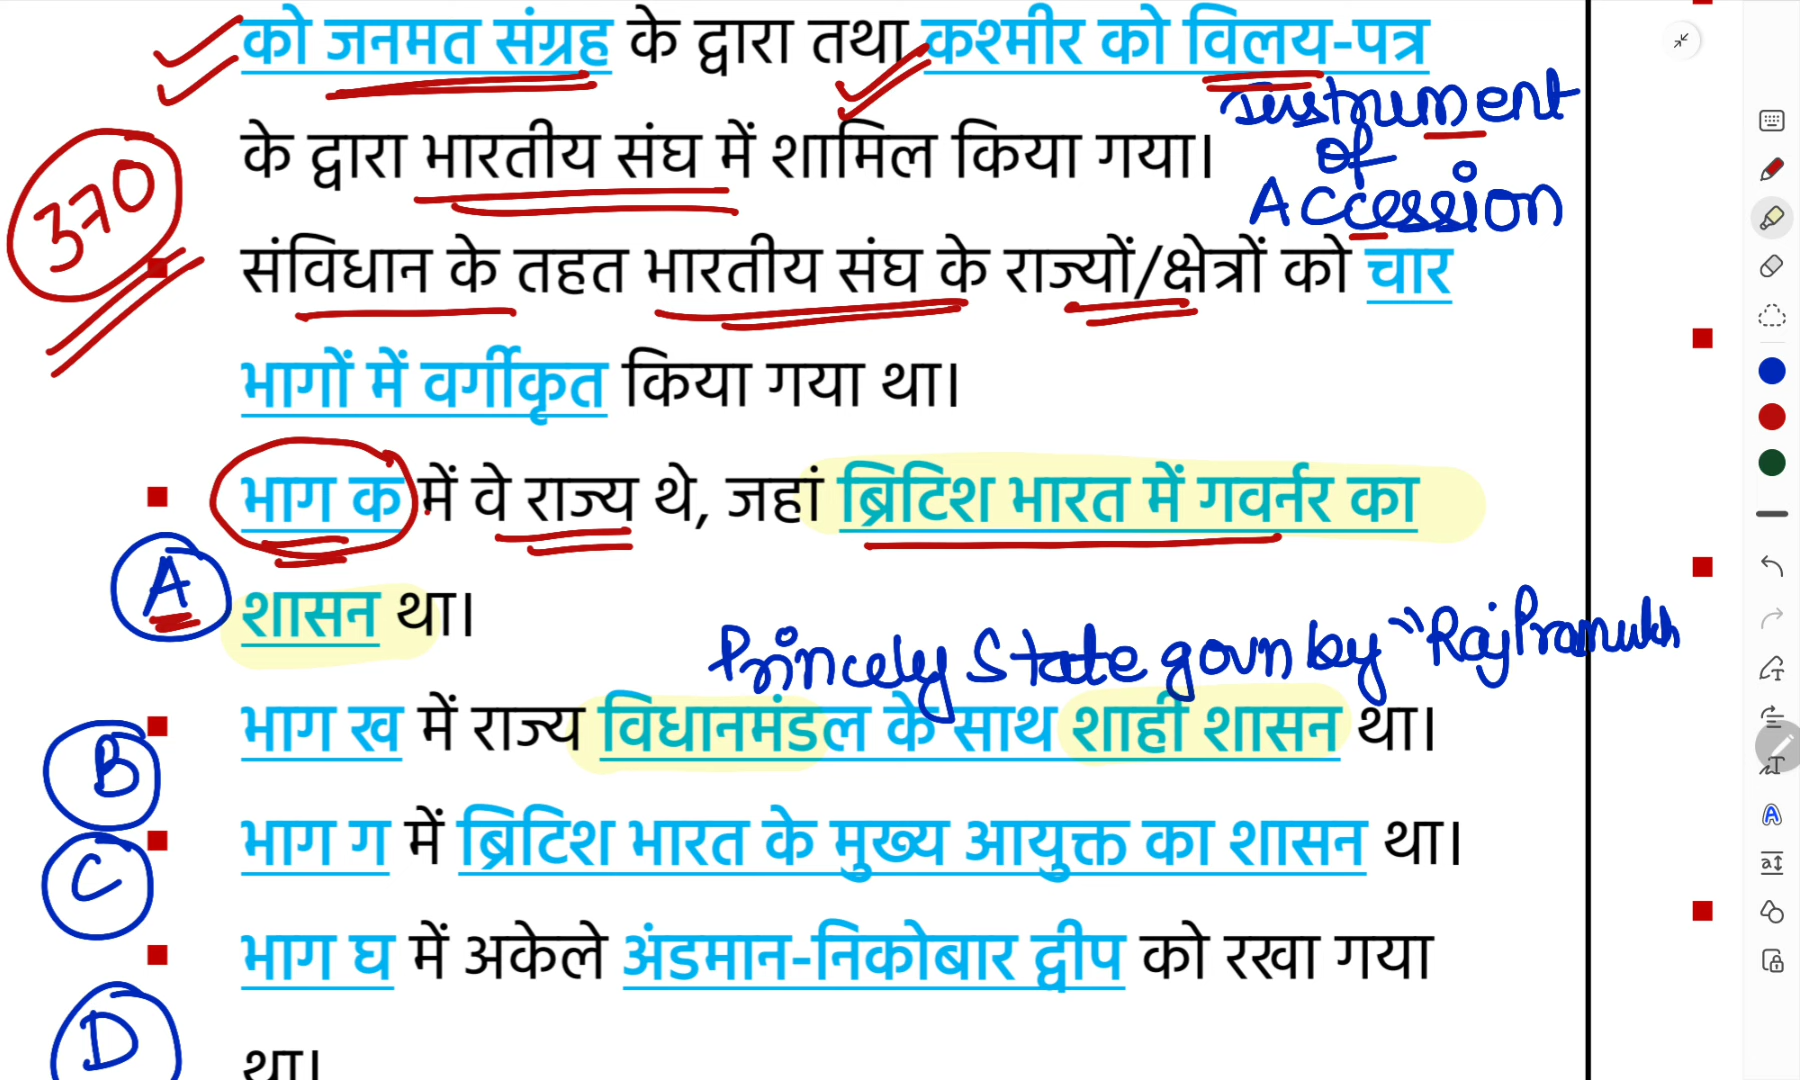 को जनमत संग्रह के द्वारा तथा कश्मीर को विलय-पत्र
Instrument
के द्वारा भारतीय संघ में शामिल किया गया।
of
Accession
370
संविधान के तहत भारतीय संघ के राज्यों/क्षेत्रों को चार
भागों में वर्गीकृत किया गया था।
भाग क में वे राज्य थे, जहां ब्रिटिश भारत में गवर्नर का
A
शासन था।
Princely State govn by "RajPramukh
भाग ख में राज्य विधानमंडल के साथ शाही शासन था।
B
भाग ग में ब्रिटिश भारत के मुख्य आयुक्त का शासन था।
C
भाग घ में अकेले अंडमान-निकोबार द्वीप को रखा गया
D
था।